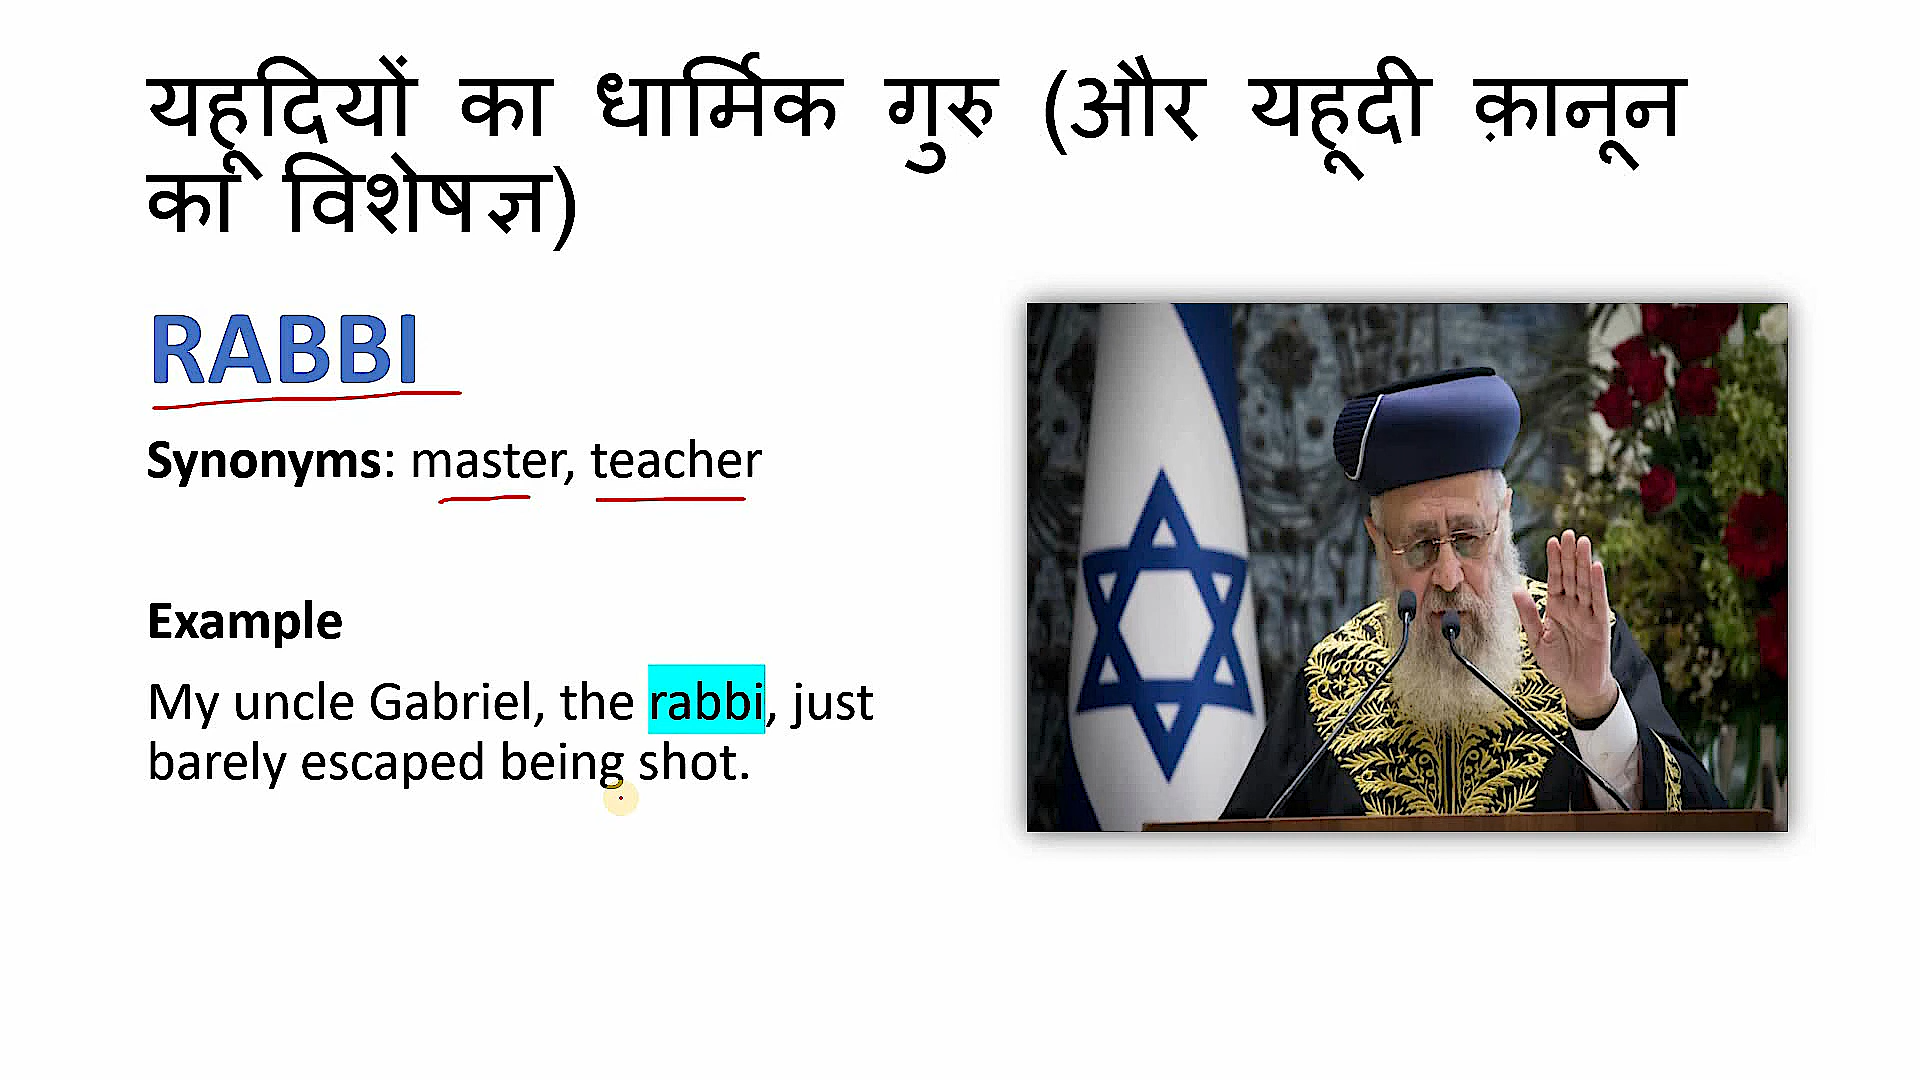 यहूदियों का धार्मिक गुरु (और यहूदी क़ानून
का विशेषज्ञ)
RABBI
Synonyms: master, teacher
Example
My uncle Gabriel, the rabbi, just
barely escaped being shot.